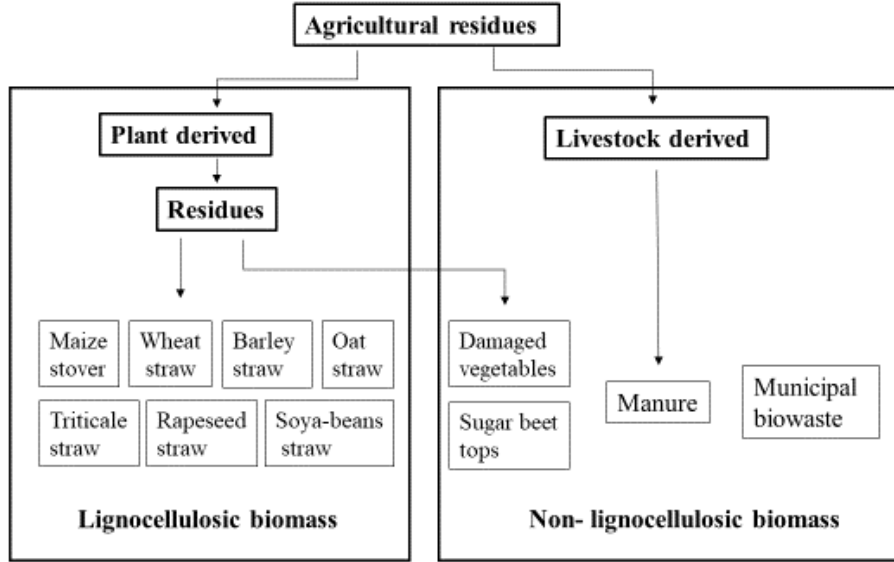 Agricultural residues
Plant derived
Livestock derived
Residues
Maize
stover
Wheat
straw
Barley
straw
Oat
straw
Triticale
straw
Rapeseed
straw
Soya-beans
straw
Damaged
vegetables
Sugar beet
tops
Manure
Municipal
biowaste
Lignocellulosic biomass
Non- lignocellulosic biomass